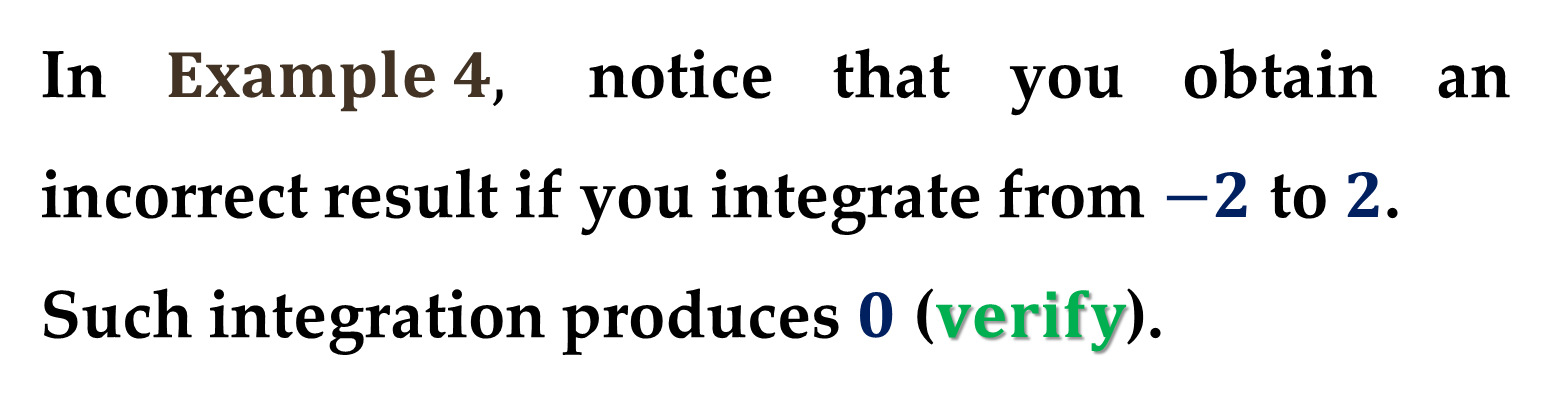 In Example 4, notice that you obtain an
incorrect result if you integrate from −2 to 2.
Such integration produces 0 (verify).